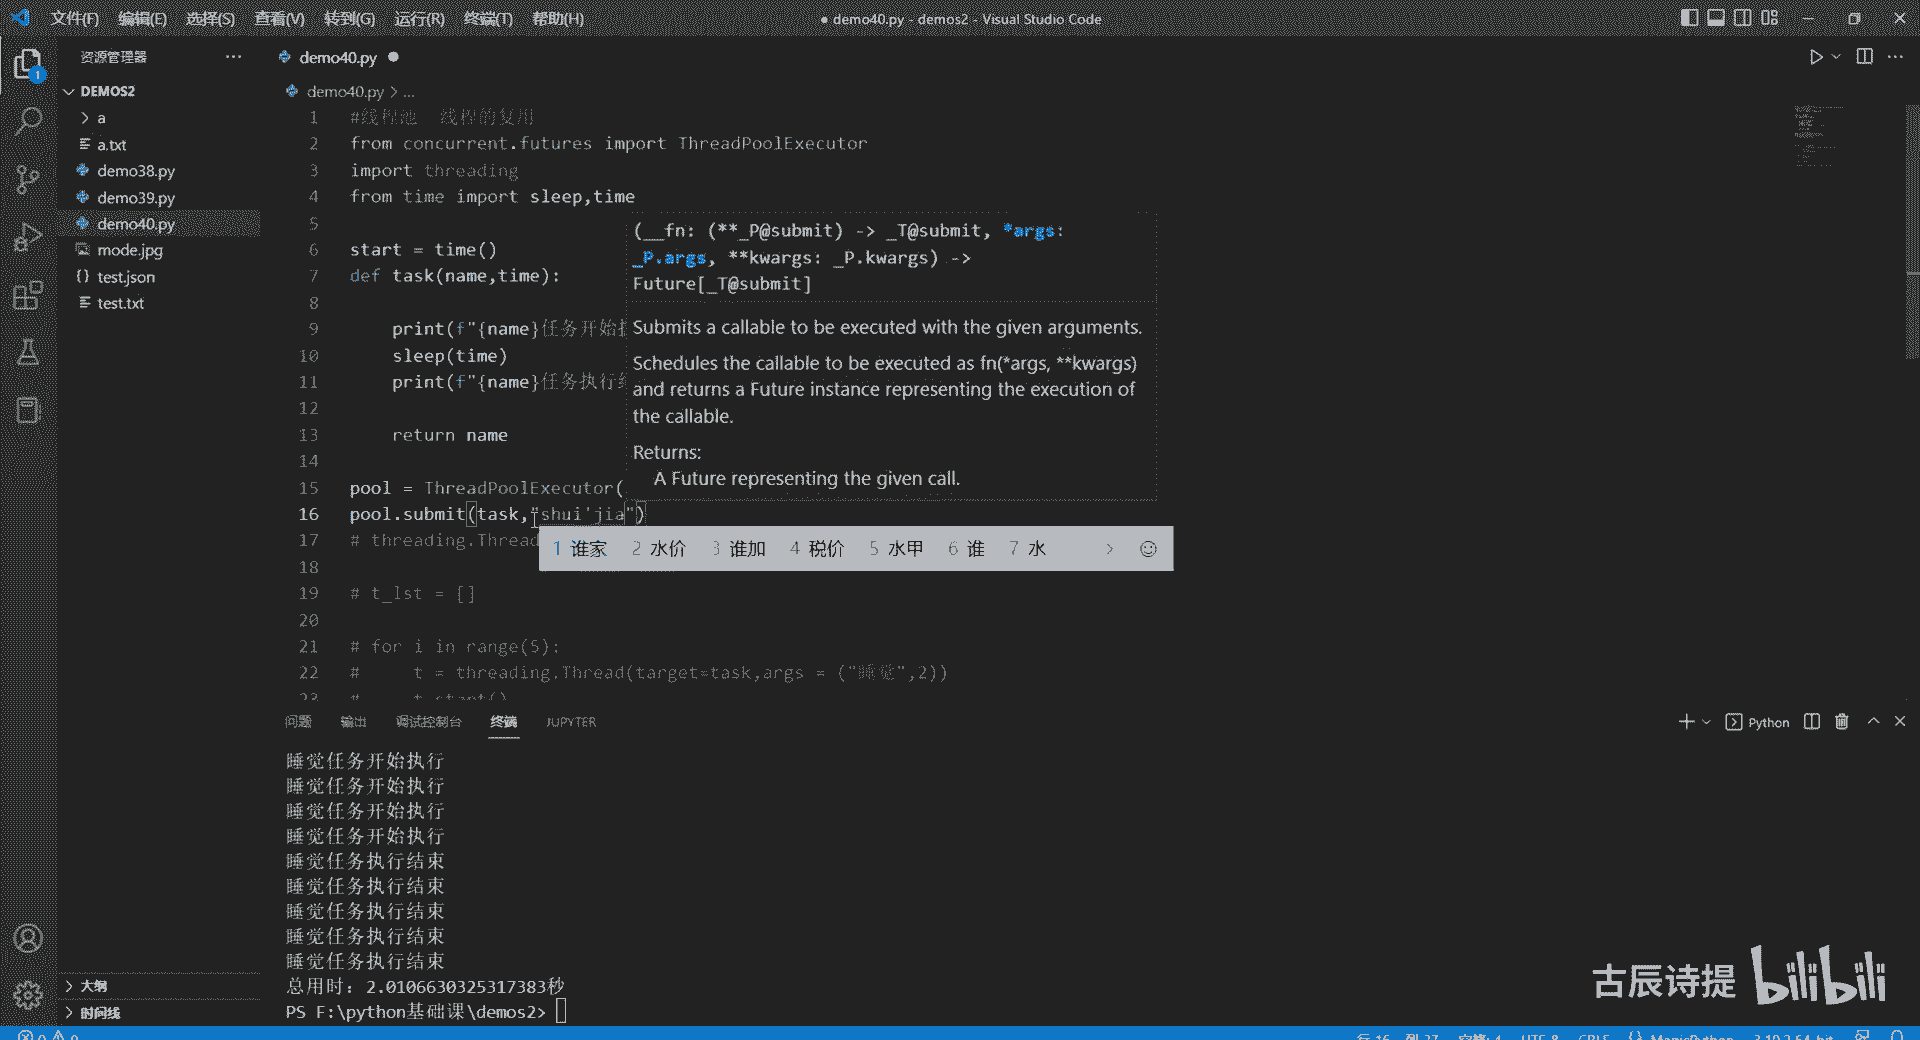 文件(F) 编辑(E) 选择(S) 查看(V) 转到(G) 运行(R) 终端(T) 帮助(H)
● demo40.py - demos2 - Visual Studio Code
资源管理器
DEMOS2
a
a.txt
demo38.py
demo39.py
demo40.py
mode.jpg
test.json
test.txt
大纲
时间线
1
demo40.py
demo40.py > ...
1 #线程池 线程的复用
2 from concurrent.futures import ThreadPoolExecutor
3 import threading
4 from time import sleep,time
5
6 start = time()
7 def task(name,time):
8
9 print(f"{name}任务开始
10 sleep(time)
11 print(f"{name}任务执行
12
13 return name
14
15 pool = ThreadPoolExecutor(
16 pool.submit(task,"shui'jia")
17 # threading.Thread
18
19 # t_lst = []
20
21 # for i in range(5):
22 # t = threading.Thread(target=task,args = ("睡觉",2))
23 # t.start()
(__fn: (**_P@submit) -> _T@submit, *args:
_P.args, **kwargs: _P.kwargs) ->
Future[_T@submit]
Submits a callable to be executed with the given arguments.
Schedules the callable to be executed as fn(*args, **kwargs)
and returns a Future instance representing the execution of
the callable.
Returns:
A Future representing the given call.
1 谁家 2 水价 3 谁加 4 税价 5 水甲 6 谁 7 水
问题 输出 调试控制台 终端 JUPYTER
Python
睡觉任务开始执行
睡觉任务开始执行
睡觉任务开始执行
睡觉任务开始执行
睡觉任务执行结束
睡觉任务执行结束
睡觉任务执行结束
睡觉任务执行结束
睡觉任务执行结束
总用时: 2.0106630325317383秒
PS F:\python基础课\demos2>
古辰诗提 bilibili